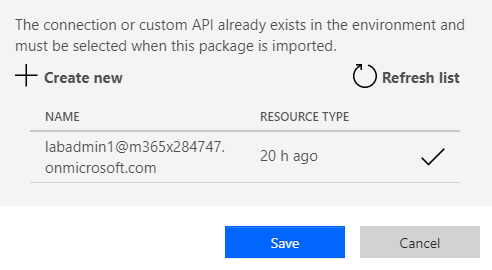 The connection or custom API already exists in the environment and
must be selected when this package is imported.
Create new
Refresh list
NAME
RESOURCE TYPE
labadmin1@m365x284747.
onmicrosoft.com
20 h ago
Save
Cancel